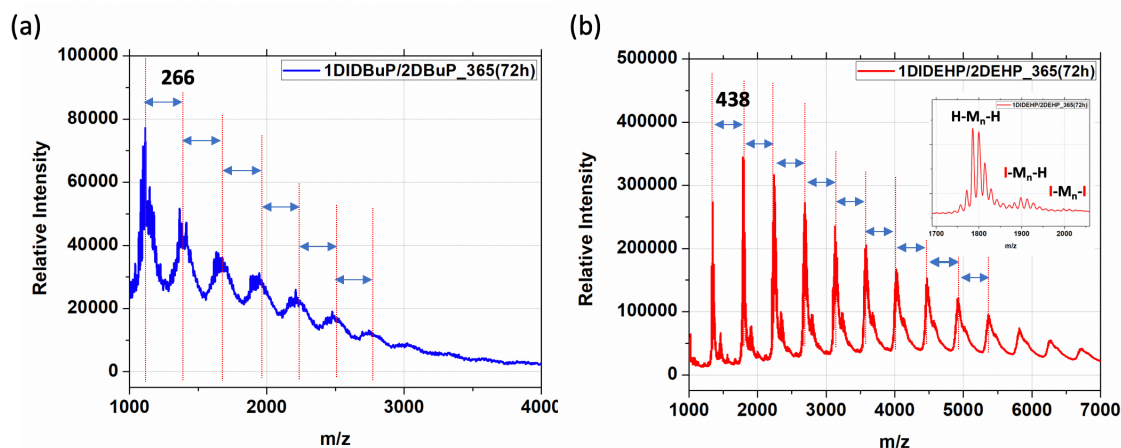 (a)
100000
80000
60000
40000
20000
0
Relative Intensity
266
1DIDBuP/2DBuP_365(72h)
1000
2000
3000
4000
m/z
(b)
500000
400000
300000
200000
100000
0
Relative Intensity
438
1DIDEHP/2DEHP_365(72h)
1DIDEHP/2DEHP_365(72h)
H-Mn-H
I-Mn-H
I-Mn-I
1700
1800
1900
2000
m/z
1000
2000
3000
4000
5000
6000
7000
m/z